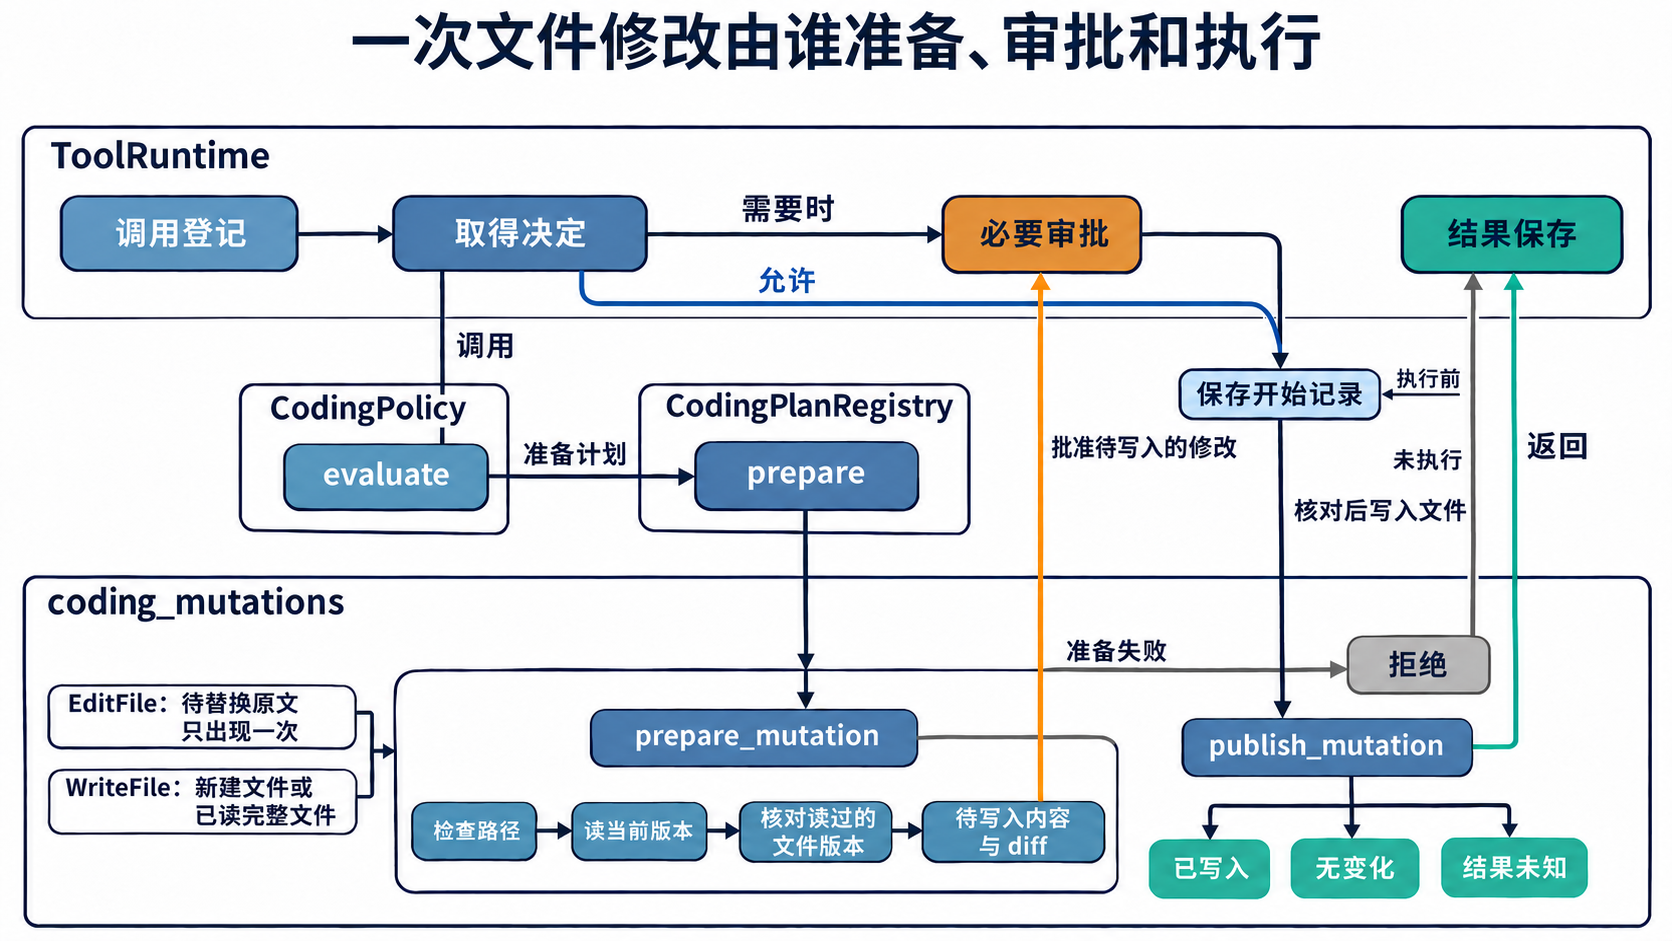 一次文件修改由谁准备、审批和执行
ToolRuntime
调用登记
取得决定
需要时
必要审批
结果保存
允许
调用
保存开始记录
执行前
CodingPolicy
evaluate
准备计划
CodingPlanRegistry
prepare
批准待写入的修改
未执行
返回
核对后写入文件
coding_mutations
准备失败
拒绝
EditFile：待替换原文
只出现一次
WriteFile：新建文件或
已读完整文件
prepare_mutation
检查路径
读当前版本
核对读过的
文件版本
待写入内容
与 diff
publish_mutation
已写入
无变化
结果未知